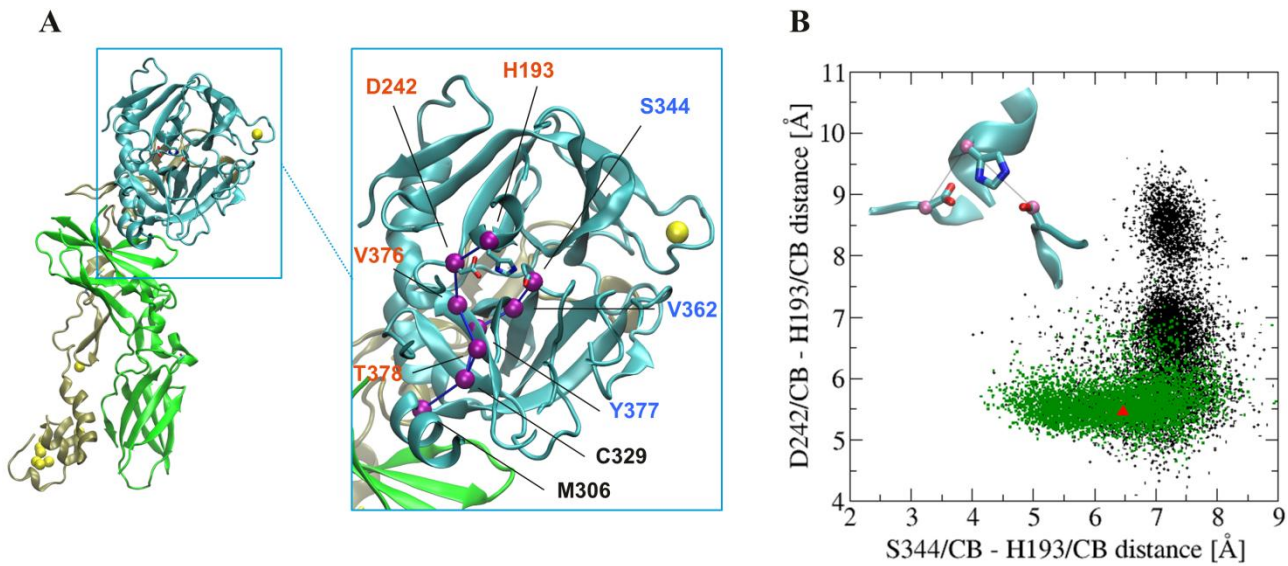 A
B
H193
D242
S344
V376
V362
T378
Y377
C329
M306
11
10
9
8
7
6
5
4
D242/CB - H193/CB distance [Å]
2 3 4 5 6 7 8 9
S344/CB - H193/CB distance [Å]